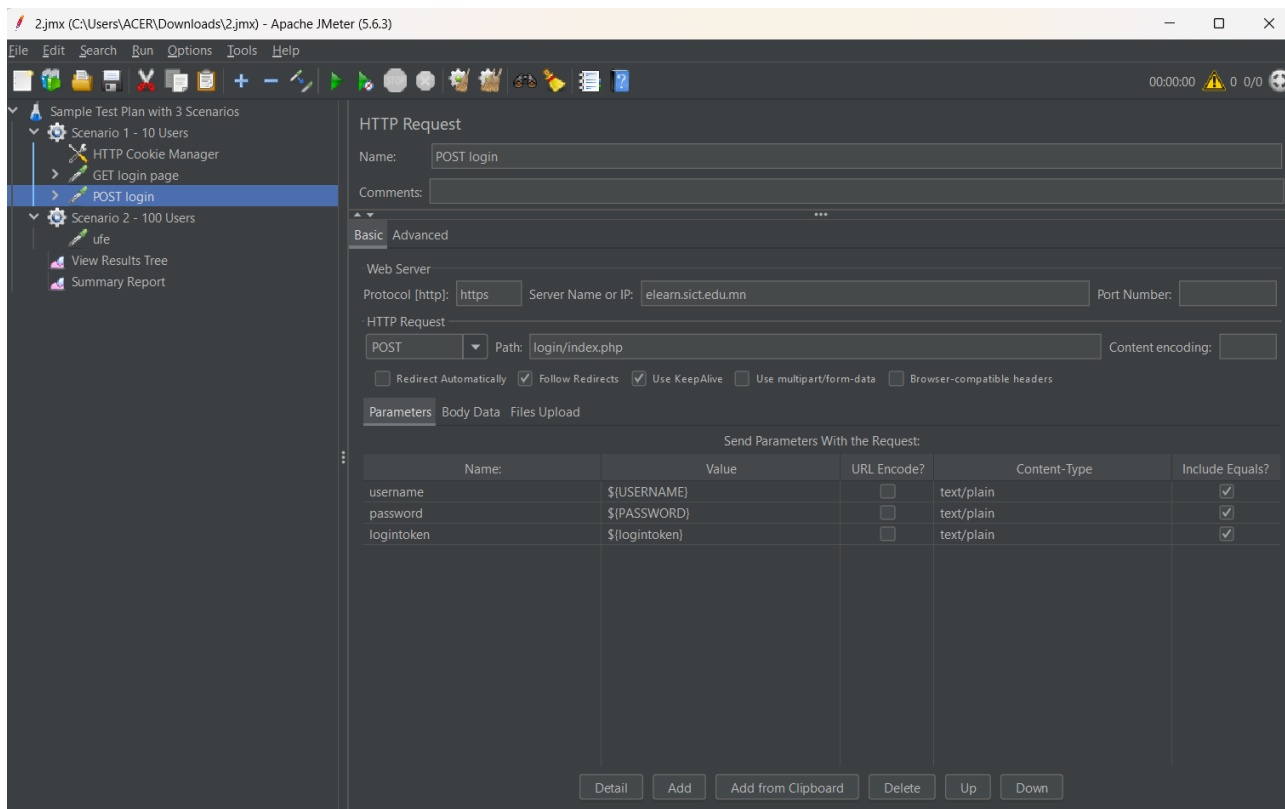 2.jmx (C:\Users\ACER\Downloads\2.jmx) - Apache JMeter (5.6.3)
File Edit Search Run Options Tools Help
00:00:00 0 0/0
Sample Test Plan with 3 Scenarios
Scenario 1 - 10 Users
HTTP Cookie Manager
GET login page
POST login
Scenario 2 - 100 Users
ufe
View Results Tree
Summary Report
HTTP Request
Name: POST login
Comments:
Basic Advanced
Web Server
Protocol [http]: https Server Name or IP: elearn.sict.edu.mn Port Number:
HTTP Request
POST Path: login/index.php Content encoding:
Redirect Automatically Follow Redirects Use KeepAlive Use multipart/form-data Browser-compatible headers
Parameters Body Data Files Upload
Send Parameters With the Request:
Name: Value URL Encode? Content-Type Include Equals?
username ${USERNAME} text/plain
password ${PASSWORD} text/plain
logintoken ${logintoken} text/plain
Detail Add Add from Clipboard Delete Up Down